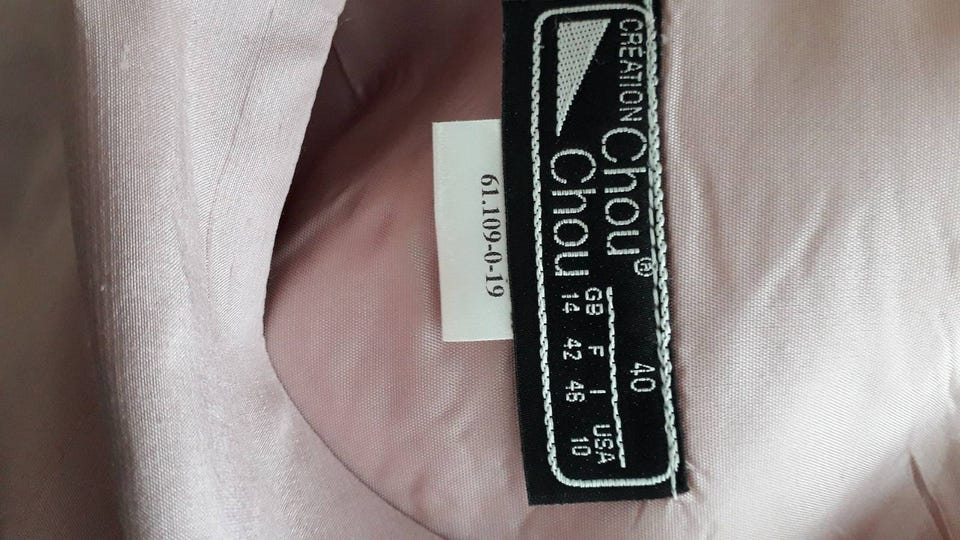 CREATION Chou®
Chou
40
GB F I USA
14 42 46 10
61.109-0-19